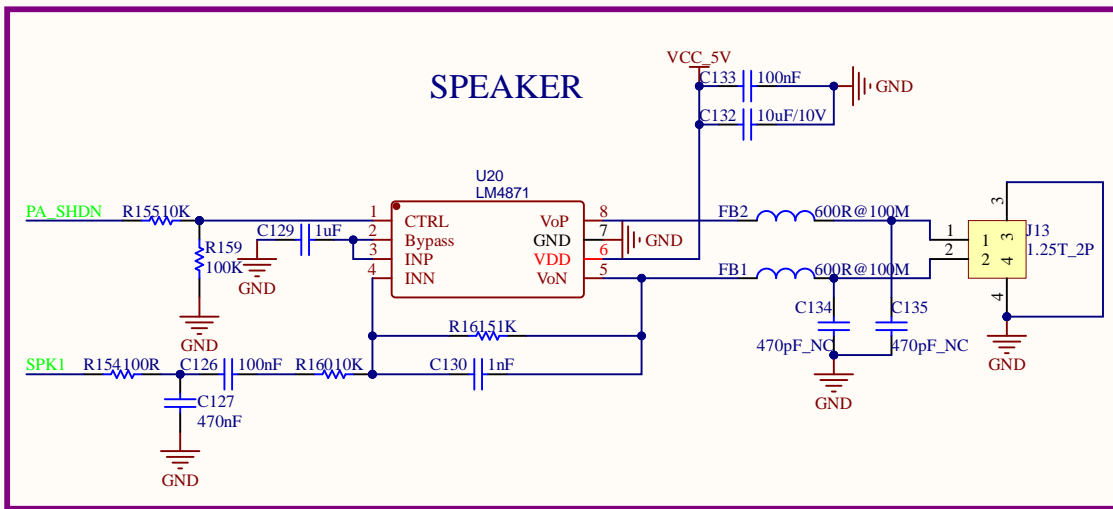 VCC_5V
C133 100nF
GND
SPEAKER
C132 10uF/10V
U20
LM4871
PA_SHDN R155 10K
1 CTRL VoP 8
FB2 600R@100M
3
C129 1uF
2 Bypass GND 7
GND
1 1 3 J13
R159
100K
3 INP VDD 6
2 2 4 1.25T_2P
GND
4 INN VoN 5
FB1 600R@100M
4
C134 C135
GND
R161 51K
470pF_NC 470pF_NC
GND
SPK1 R154 100R C126 100nF R160 10K
C130 1nF
C127
470nF
GND
GND